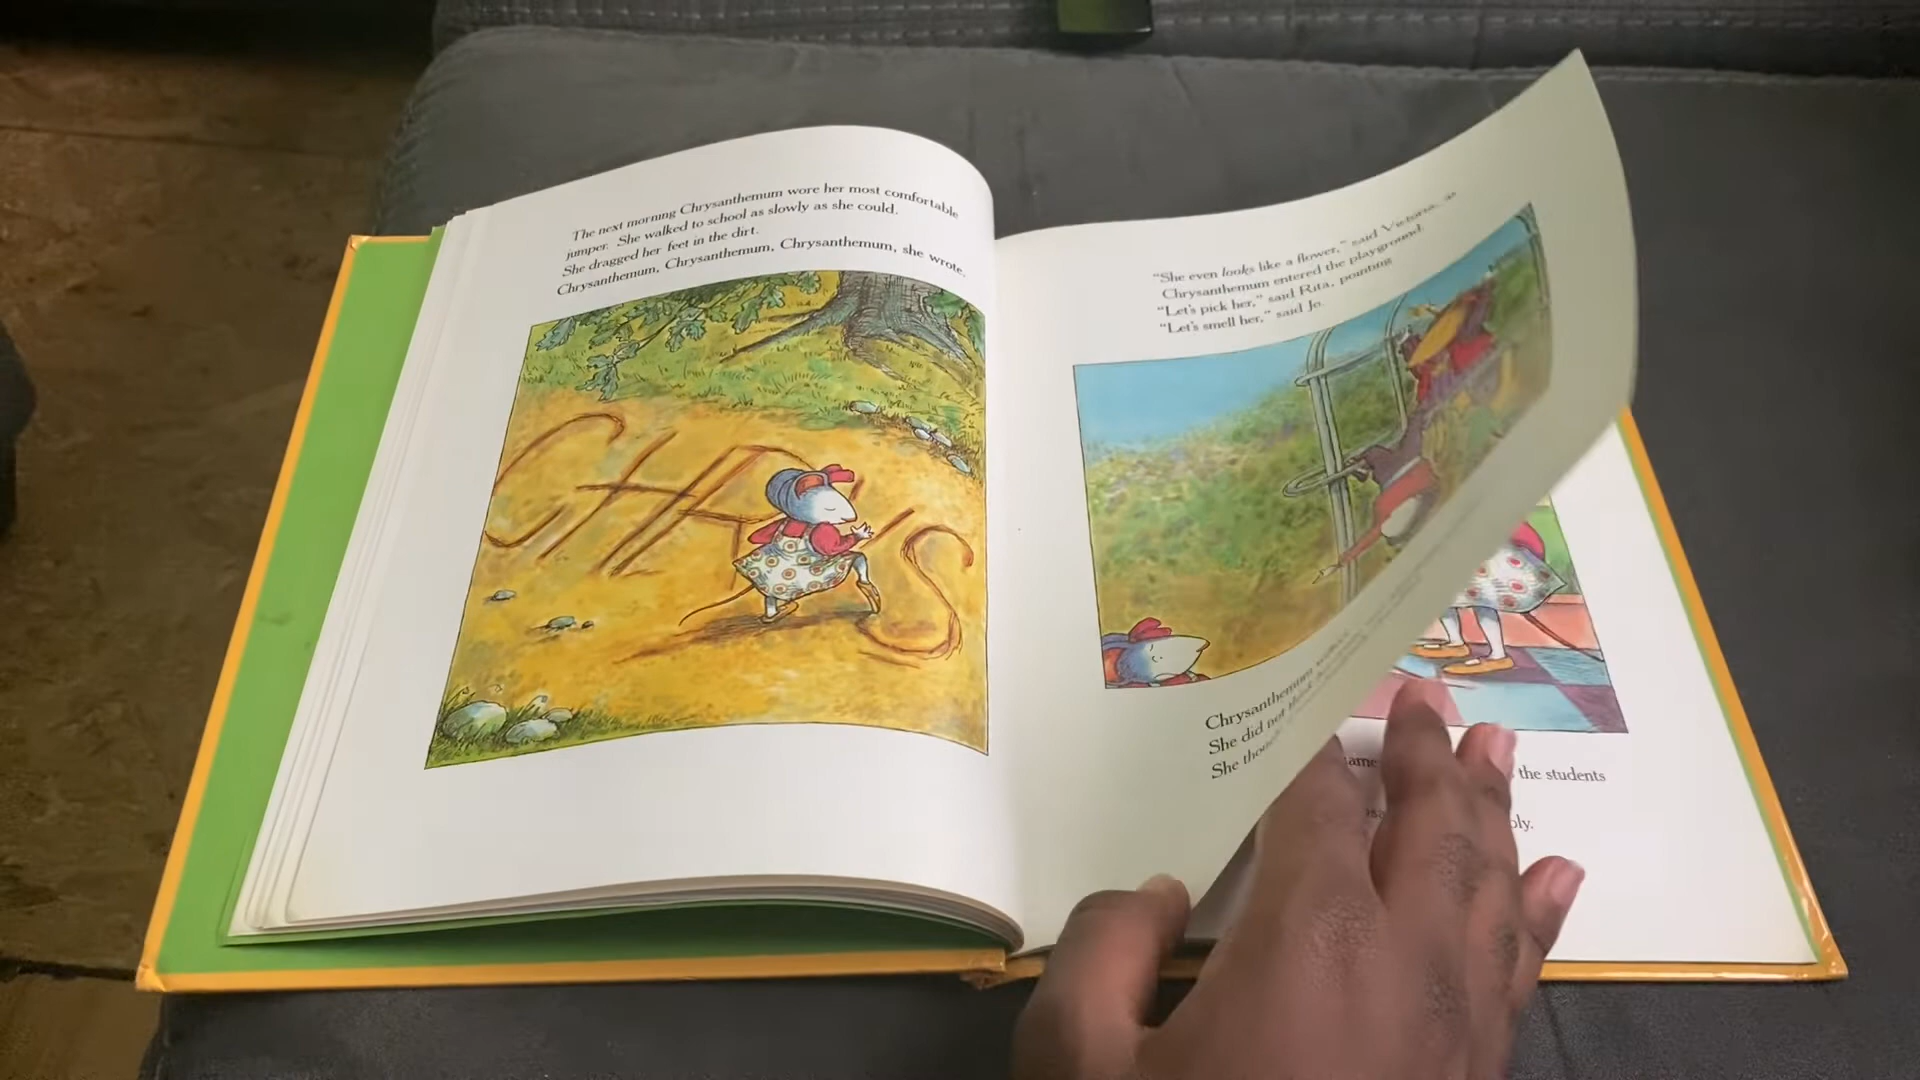 The next morning Chrysanthemum wore her most comfortable
jumper. She walked to school as slowly as she could.
She dragged her feet in the dirt.
Chrysanthemum, Chrysanthemum, Chrysanthemum, she wrote.
CHRYS
"She even looks like a flower," said Victoria, as
Chrysanthemum entered the playground.
"Let's pick her," said Rita, pointing.
"Let's smell her," said Jo.
Chrysanthemum
She did not think
She
the students